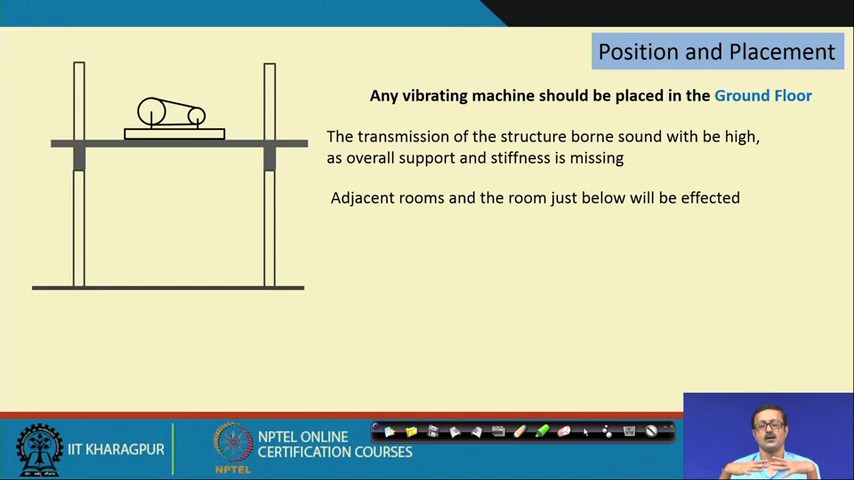 Position and Placement
Any vibrating machine should be placed in the Ground Floor
The transmission of the structure borne sound with be high,
as overall support and stiffness is missing
Adjacent rooms and the room just below will be effected
IIT KHARAGPUR
NPTEL
NPTEL ONLINE
CERTIFICATION COURSES